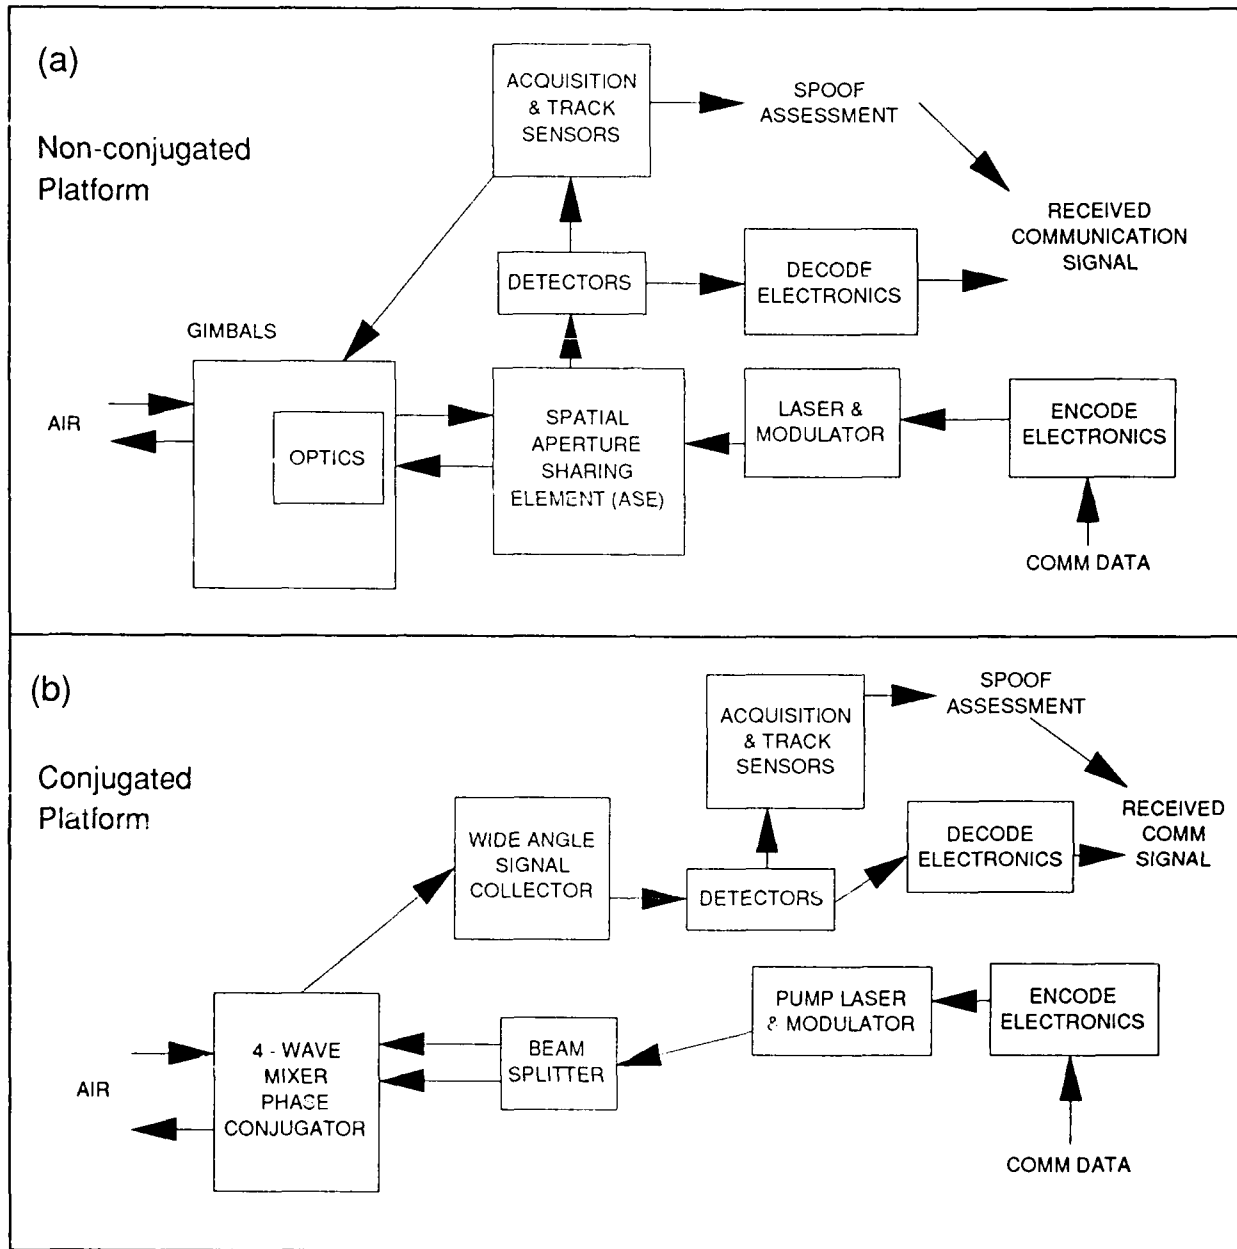 (a)
Non-conjugated
Platform
ACQUISITION
& TRACK
SENSORS
SPOOF
ASSESSMENT
RECEIVED
COMMUNICATION
SIGNAL
DETECTORS
DECODE
ELECTRONICS
GIMBALS
AIR
OPTICS
SPATIAL
APERTURE
SHARING
ELEMENT (ASE)
LASER &
MODULATOR
ENCODE
ELECTRONICS
COMM DATA
(b)
Conjugated
Platform
ACQUISITION
& TRACK
SENSORS
SPOOF
ASSESSMENT
WIDE ANGLE
SIGNAL
COLLECTOR
DETECTORS
DECODE
ELECTRONICS
RECEIVED
COMM
SIGNAL
AIR
4 - WAVE
MIXER
PHASE
CONJUGATOR
BEAM
SPLITTER
PUMP LASER
& MODULATOR
ENCODE
ELECTRONICS
COMM DATA